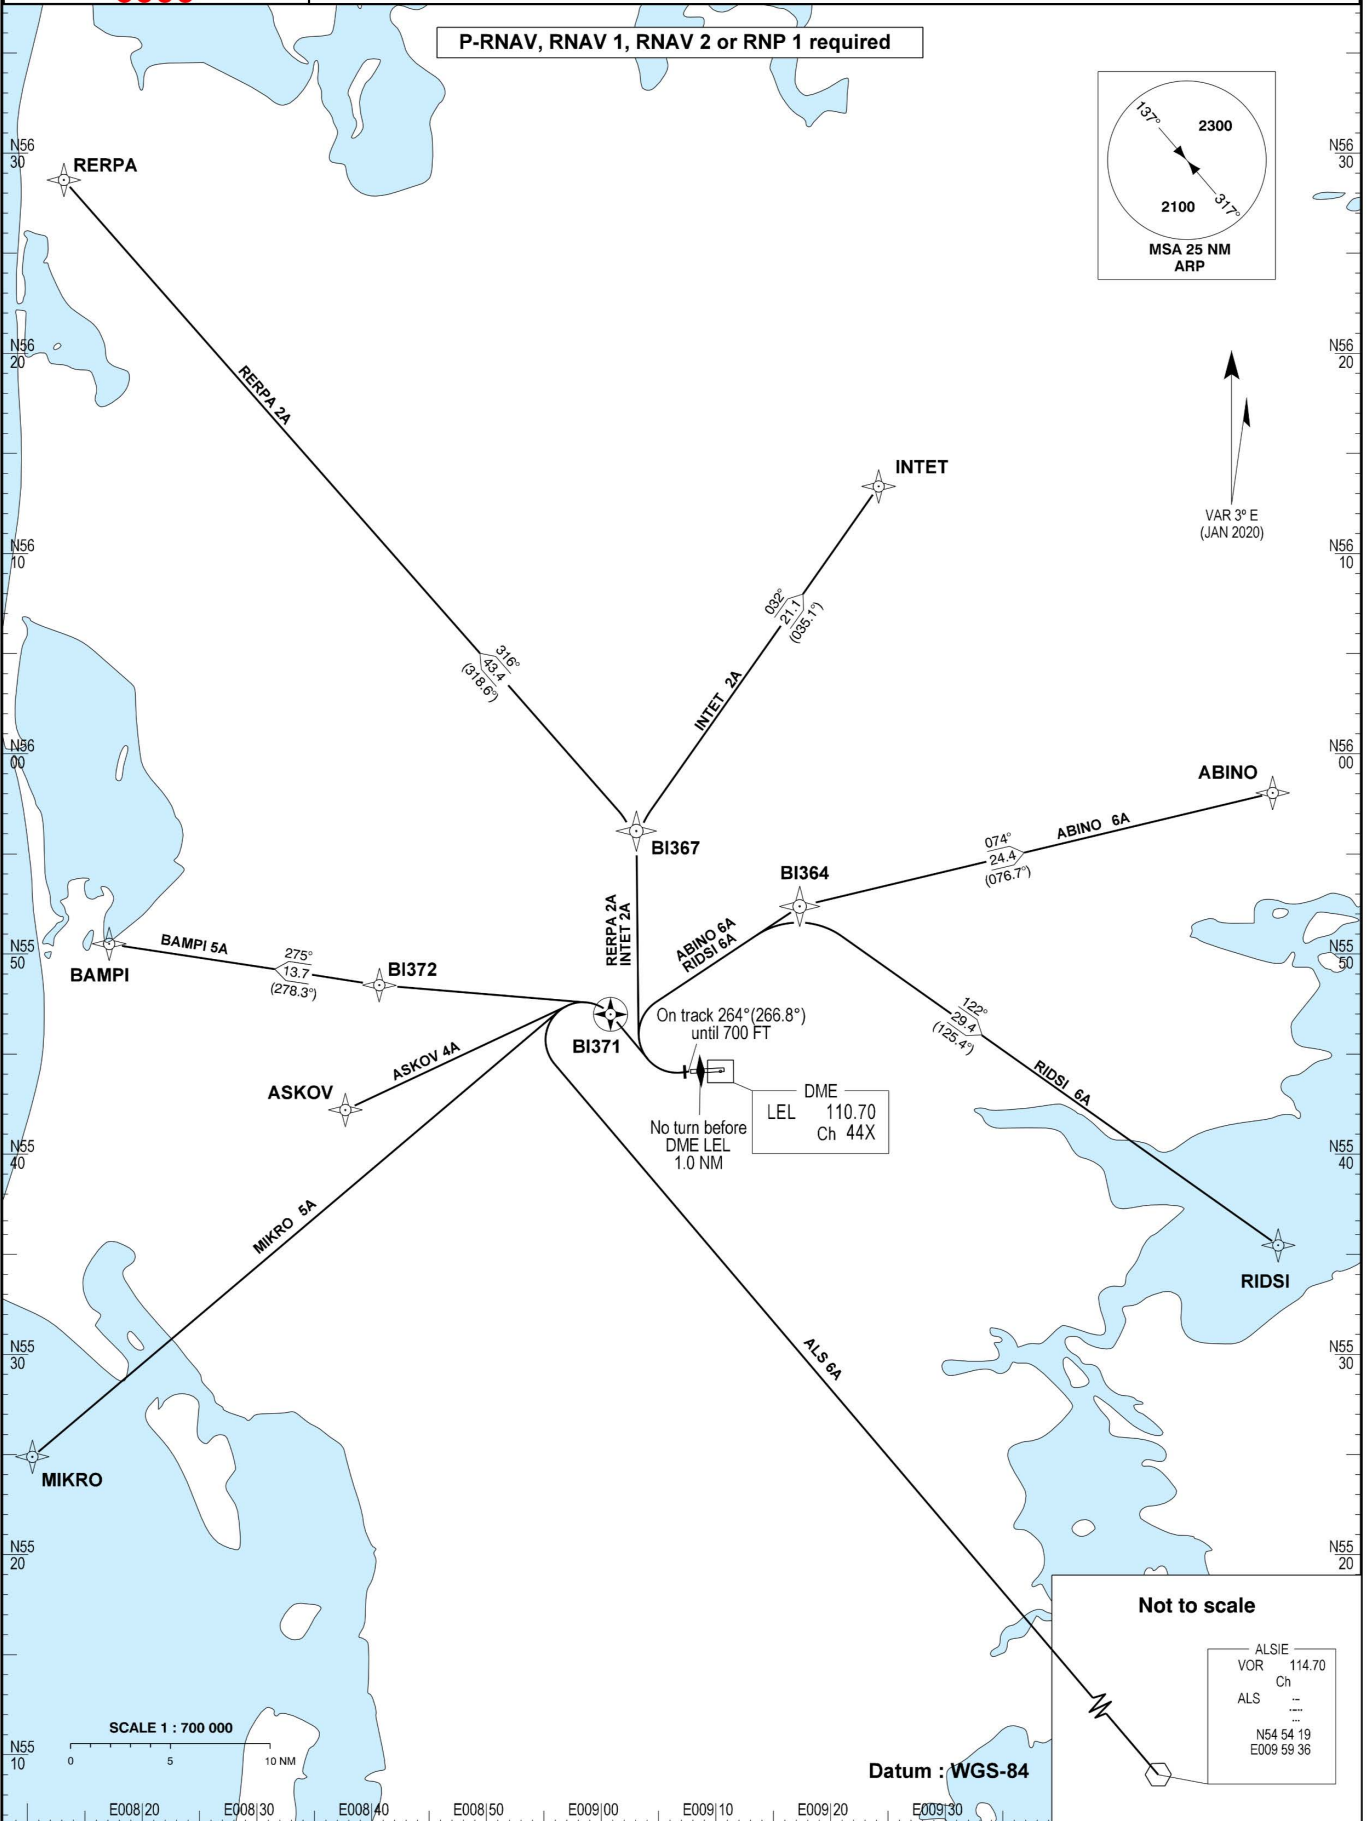 P-RNAV, RNAV 1, RNAV 2 or RNP 1 required
137°
2300
2100
317°
MSA 25 NM
ARP
N56
30
N56
30
RERPA
N56
20
N56
20
RERPA 2A
INTET
VAR 3° E
(JAN 2020)
N56
10
N56
10
032°
21.1
(035.1°)
316°
43.4
(318.6°)
INTET 2A
N56
00
N56
00
ABINO
BI367
ABINO 6A
074°
24.4
(076.7°)
BI364
RERPA 2A
INTET 2A
ABINO 6A
RIDSI 6A
BAMPI 5A
275°
13.7
(278.3°)
BI372
BAMPI
N55
50
N55
50
On track 264°(266.8°)
until 700 FT
BI371
122°
29.4
(125.4°)
ASKOV 4A
ASKOV
RIDSI 6A
DME
LEL 110.70
Ch 44X
No turn before
DME LEL
1.0 NM
N55
40
N55
40
MIKRO 5A
RIDSI
ALS 6A
N55
30
N55
30
MIKRO
N55
20
N55
20
Not to scale
ALSIE
VOR 114.70
Ch
ALS
N54 54 19
E009 59 36
SCALE 1 : 700 000
0 5 10 NM
N55
10
Datum : WGS-84
E008 20 E008 30 E008 40 E008 50 E009 00 E009 10 E009 20 E009 30